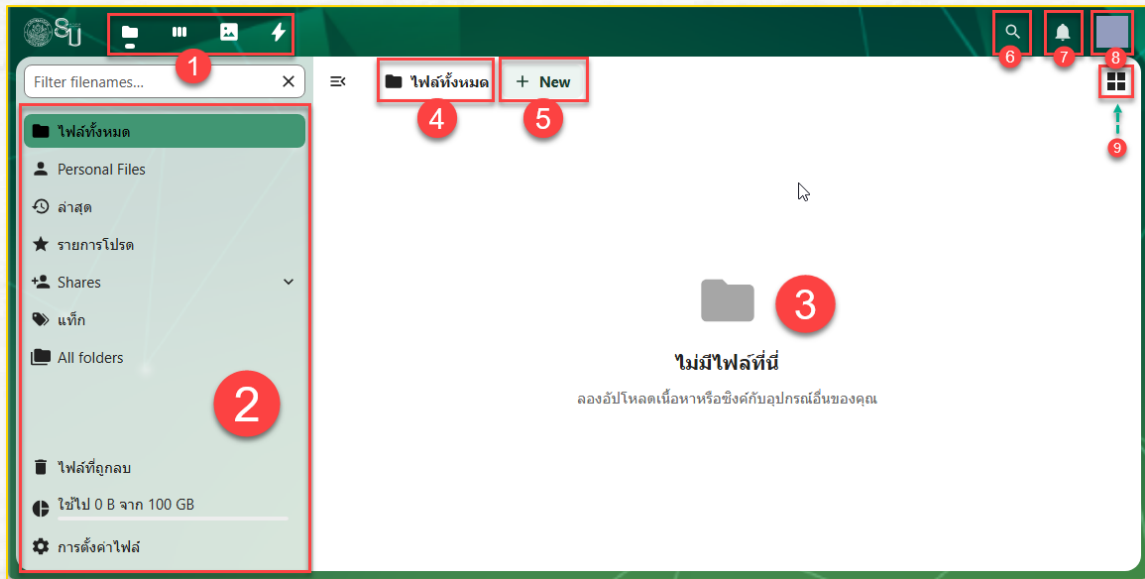 SU
1
6
7
8
Filter filenames...
ไฟล์ทั้งหมด
+ New
4
5
9
ไฟล์ทั้งหมด
Personal Files
ล่าสุด
รายการโปรด
Shares
แท็ก
All folders
2
3
ไม่มีไฟล์ที่นี่
ลองอัปโหลดเนื้อหาหรือซิงค์กับอุปกรณ์อื่นของคุณ
ไฟล์ที่ถูกลบ
ใช้ไป 0 B จาก 100 GB
การตั้งค่าไฟล์